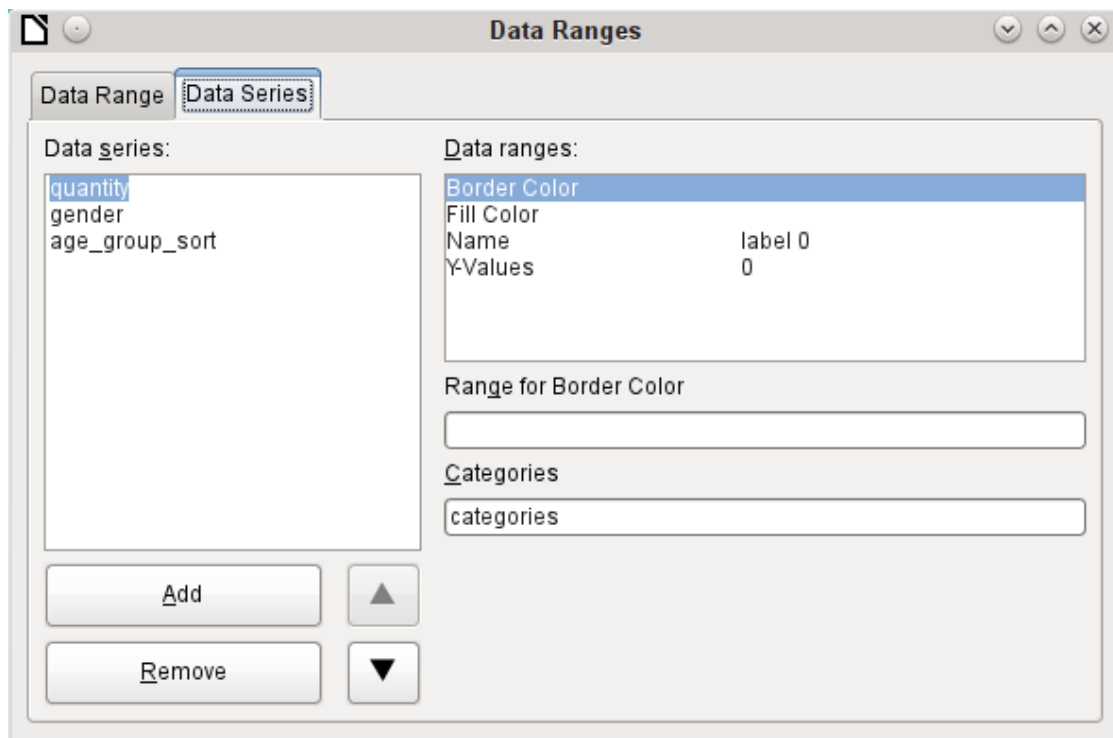 Data Ranges
Data Range
Data Series
Data series:
quantity
gender
age_group_sort
Add
Remove
Data ranges:
Border Color
Fill Color
Name label 0
Y-Values 0
Range for Border Color
Categories
categories